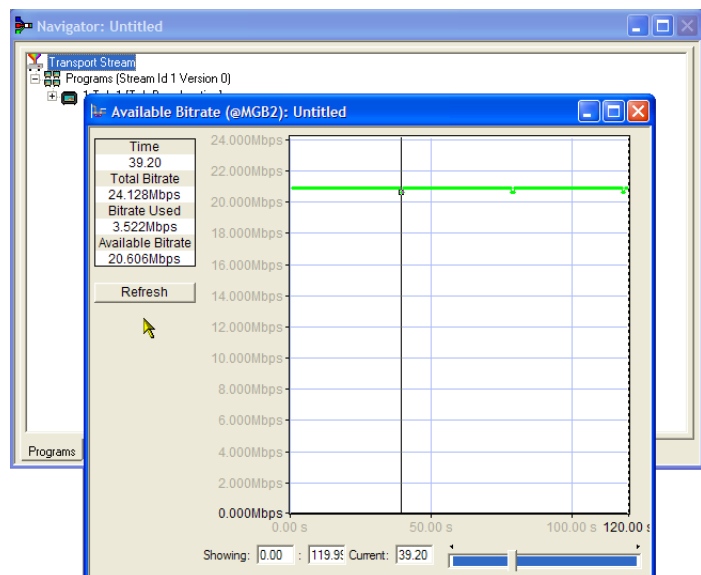 Navigator: Untitled
Transport Stream
Programs (Stream Id 1 Version 0)
Available Bitrate (@MGB2): Untitled
Time
39.20
Total Bitrate
24.128Mbps
Bitrate Used
3.522Mbps
Available Bitrate
20.606Mbps
Refresh
24.000Mbps
22.000Mbps
20.000Mbps
18.000Mbps
16.000Mbps
14.000Mbps
12.000Mbps
10.000Mbps
8.000Mbps
6.000Mbps
4.000Mbps
2.000Mbps
0.000Mbps
0.00 s 50.00 s 100.00 s 120.00 s
Programs
Showing: 0.00 : 119.99 Current: 39.20